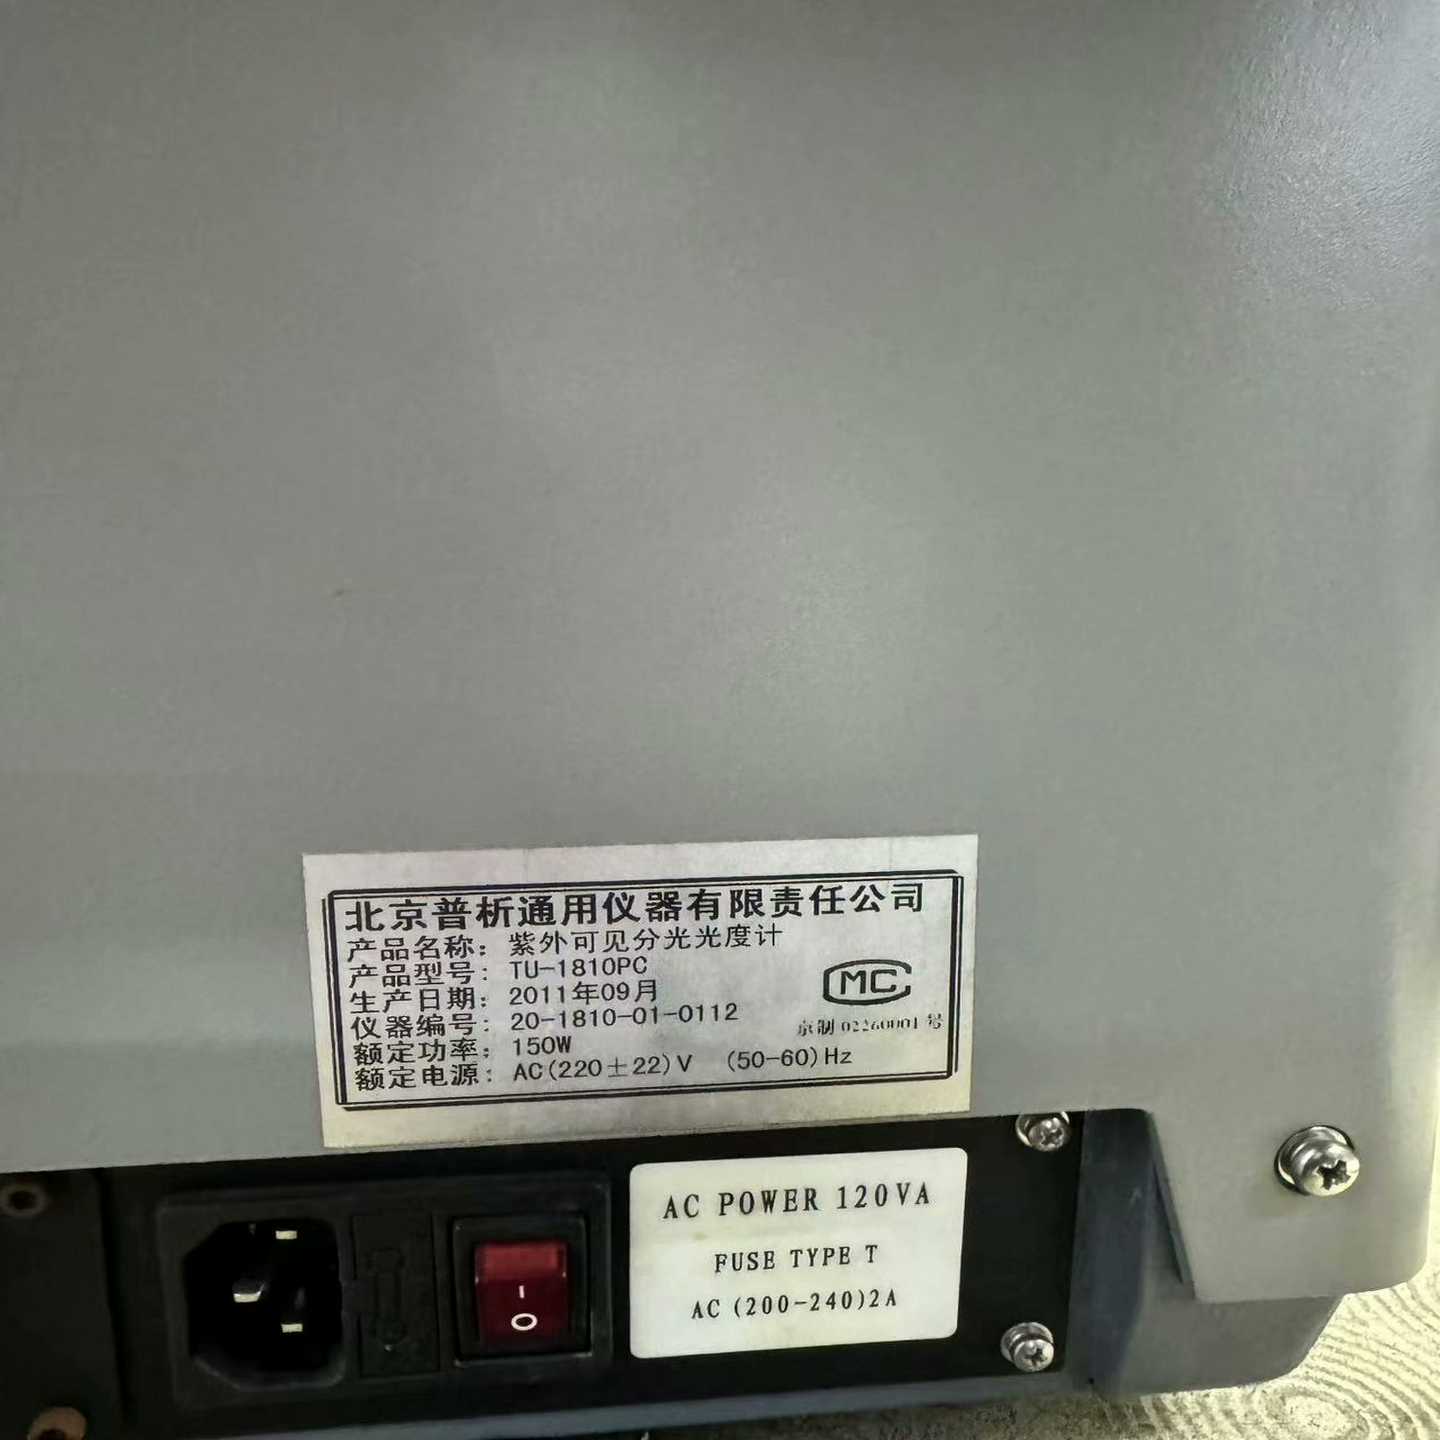 北京普析通用仪器有限责任公司
产品名称：紫外可见分光光度计
产品型号：TU-1810PC
生产日期：2011年09月
仪器编号：20-1810-01-0112
额定功率：150W
额定电源：AC(220±22)V (50-60)Hz
MC
京制 02260001 号
AC POWER 120VA
FUSE TYPE T
AC (200-240)2A